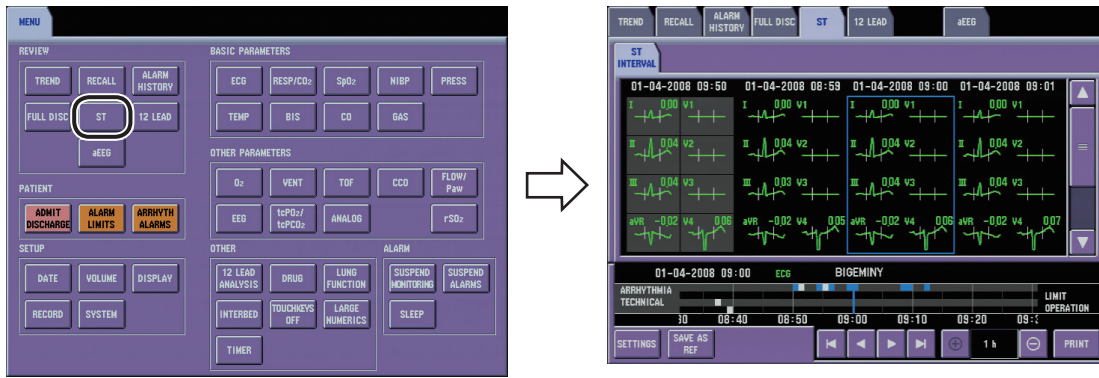 MENU
REVIEW
TREND RECALL ALARM HISTORY
FULL DISC ST 12 LEAD
aEEG
PATIENT
ADMIT DISCHARGE ALARM LIMITS ARRHYTH ALARMS
SETUP
DATE VOLUME DISPLAY
RECORD SYSTEM
BASIC PARAMETERS
ECG RESP/CO2 SpO2 NIBP PRESS
TEMP BIS CO GAS
OTHER PARAMETERS
O2 VENT TOF CCO FLOW/Paw
EEG tcPO2/tcPCO2 ANALOG rSO2
OTHER
12 LEAD ANALYSIS DRUG LUNG FUNCTION
INTERBED TOUCHKEYS OFF LARGE NUMERICS
TIMER
ALARM
SUSPEND MONITORING SUSPEND ALARMS
SLEEP
TREND RECALL ALARM HISTORY FULL DISC ST 12 LEAD aEEG
ST INTERVAL
01-04-2008 09:50 01-04-2008 08:59 01-04-2008 09:00 01-04-2008 09:01
I 0.00 V1 I 0.00 V1 I 0.00 V1 I 0.00 V1
II 0.04 V2 II 0.04 V2 II 0.04 V2 II 0.04 V2
III 0.04 V3 III 0.03 V3 III 0.04 V3 III 0.04 V3
aVR -0.02 V4 0.06 aVR -0.02 V4 0.05 aVR -0.02 V4 0.06 aVR -0.02 V4 0.07
01-04-2008 09:00 ECG BIGEMINY
ARRHYTHMIA
TECHNICAL
LIMIT
OPERATION
30 08:40 08:50 09:00 09:10 09:20 09:3
SETTINGS SAVE AS REF 1 h PRINT